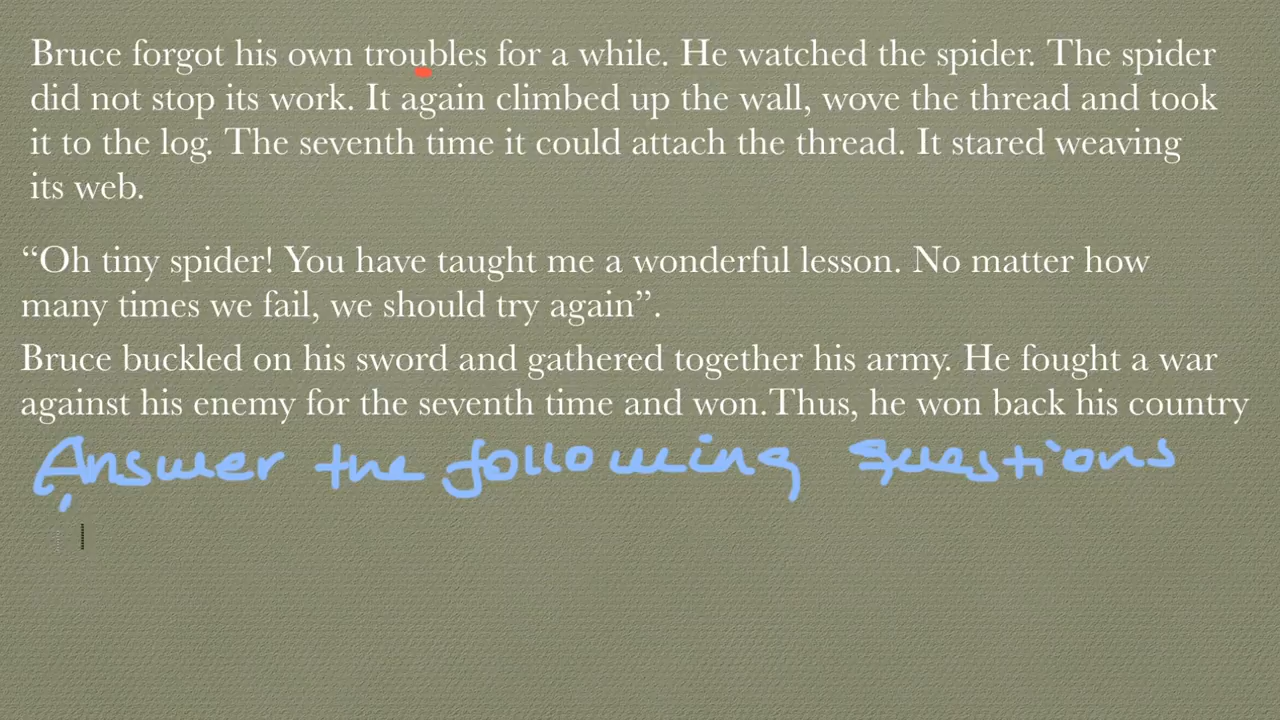 Bruce forgot his own troubles for a while. He watched the spider. The spider
did not stop its work. It again climbed up the wall, wove the thread and took
it to the log. The seventh time it could attach the thread. It stared weaving
its web.
“Oh tiny spider! You have taught me a wonderful lesson. No matter how
many times we fail, we should try again”.
Bruce buckled on his sword and gathered together his army. He fought a war
against his enemy for the seventh time and won.Thus, he won back his country
Answer the following questions